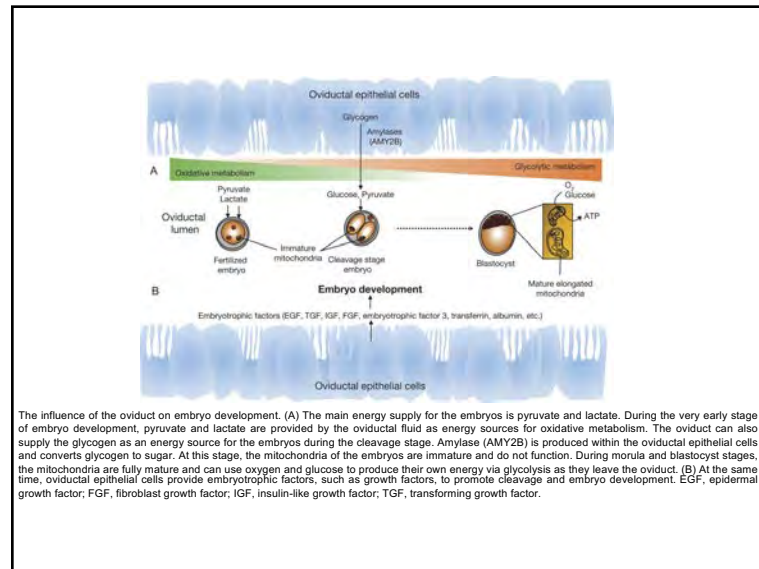 Oviductal epithelial cells
Glycogen
Amylases
(AMY2B)
A
Oxidative metabolism
Glycolytic metabolism
Pyruvate
Lactate
Glucose, Pyruvate
O2
Glucose
ATP
Oviductal
lumen
Immature
mitochondria
Fertilized
embryo
Cleavage stage
embryo
Blastocyst
Mature elongated
mitochondria
B
Embryo development
Embryotrophic factors (EGF, TGF, IGF, FGF, embryotrophic factor 3, transferrin, albumin, etc.)
Oviductal epithelial cells
The influence of the oviduct on embryo development. (A) The main energy supply for the embryos is pyruvate and lactate. During the very early stage
of embryo development, pyruvate and lactate are provided by the oviductal fluid as energy sources for oxidative metabolism. The oviduct can also
supply the glycogen as an energy source for the embryos during the cleavage stage. Amylase (AMY2B) is produced within the oviductal epithelial cells
and converts glycogen to sugar. At this stage, the mitochondria of the embryos are immature and do not function. During morula and blastocyst stages,
the mitochondria are fully mature and can use oxygen and glucose to produce their own energy via glycolysis as they leave the oviduct. (B) At the same
time, oviductal epithelial cells provide embryotrophic factors, such as growth factors, to promote cleavage and embryo development. EGF, epidermal
growth factor; FGF, fibroblast growth factor; IGF, insulin-like growth factor; TGF, transforming growth factor.